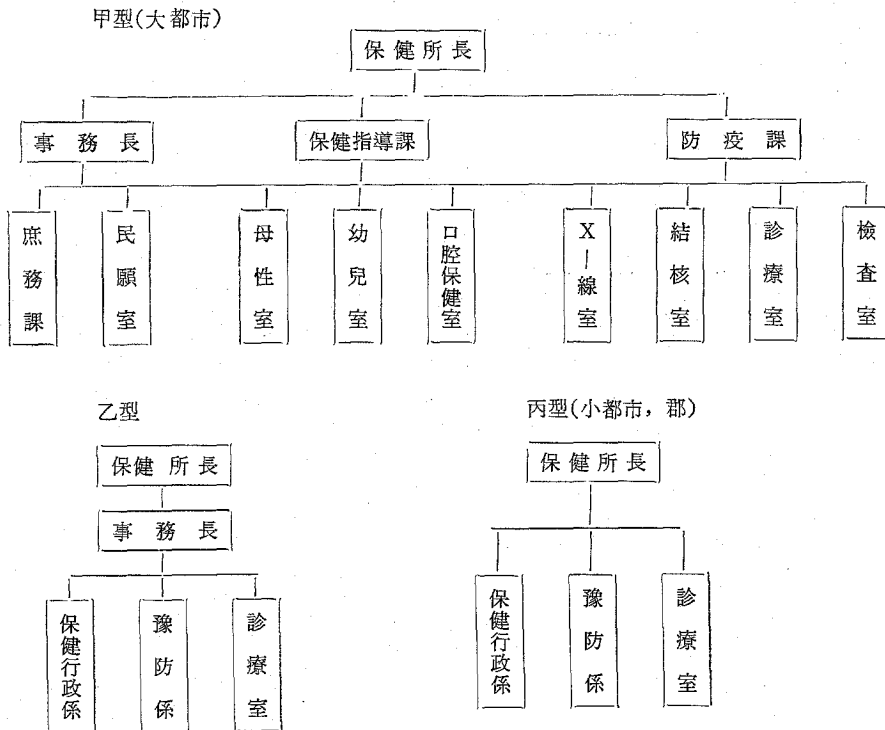 甲型(大都市)
保健所長
事務長
保健指導課
防疫課
庶務課
民願室
母性室
幼兒室
口腔保健室
X-線室
結核室
診療室
檢査室
乙型
保健所長
事務長
保健行政係
豫防係
診療室
丙型(小都市, 郡)
保健所長
保健行政係
豫防係
診療室